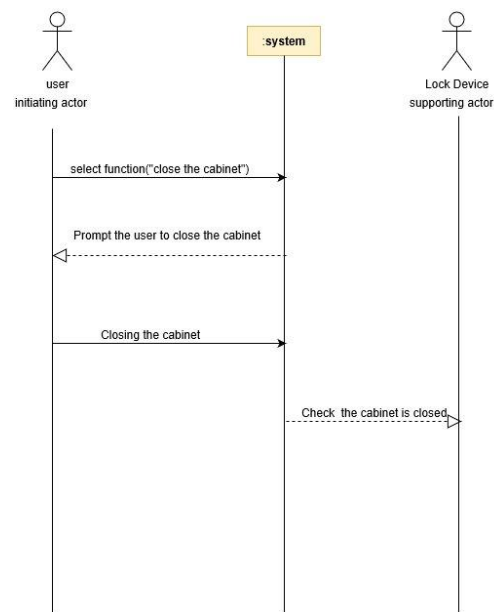 :system
user
initiating actor
Lock Device
supporting actor
select function("close the cabinet")
Prompt the user to close the cabinet
Closing the cabinet
Check the cabinet is closed